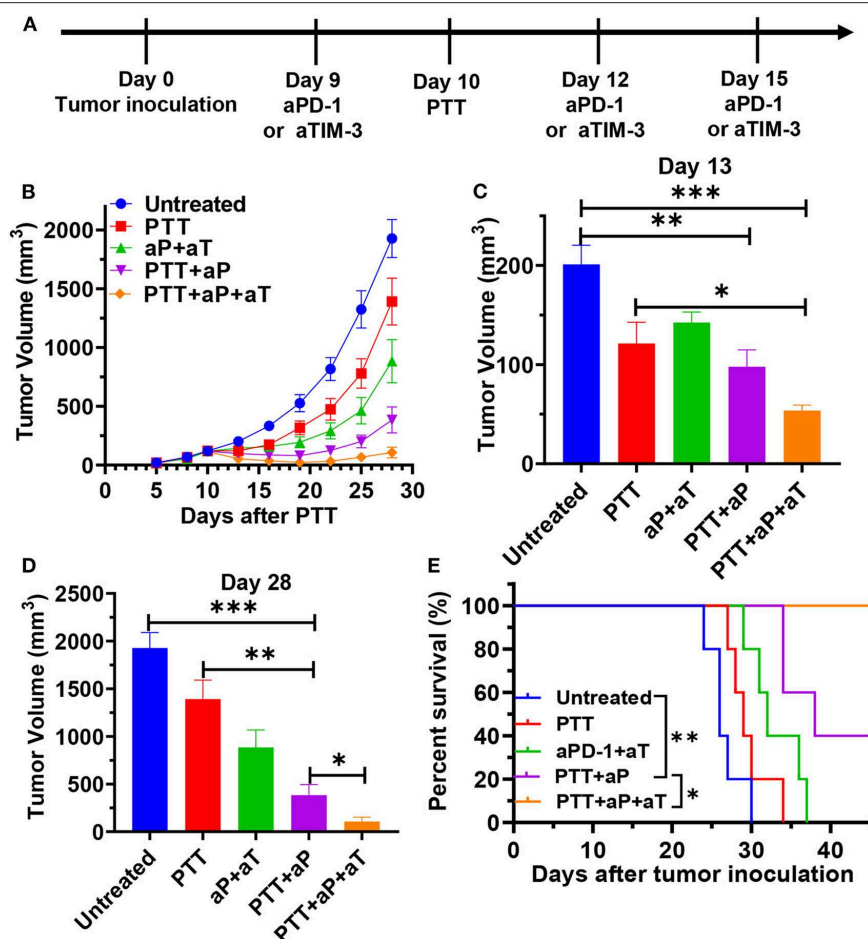 A
Day 0
Tumor inoculation
Day 9
aPD-1
or aTIM-3
Day 10
PTT
Day 12
aPD-1
or aTIM-3
Day 15
aPD-1
or aTIM-3
B
Untreated
PTT
aP+aT
PTT+aP
PTT+aP+aT
Tumor Volume (mm³)
2000
1500
1000
500
0
0 5 10 15 20 25 30
Days after PTT
C
Day 13
***
**
*
Tumor Volume (mm³)
200
100
0
Untreated
PTT
aP+aT
PTT+aP
PTT+aP+aT
D
Day 28
***
**
*
Tumor Volume (mm³)
2500
2000
1500
1000
500
0
Untreated
PTT
aP+aT
PTT+aP
PTT+aP+aT
E
Percent survival (%)
100
80
60
40
20
0
Untreated
PTT
aPD-1+aT
PTT+aP
PTT+aP+aT
**
*
0 10 20 30 40
Days after tumor inoculation